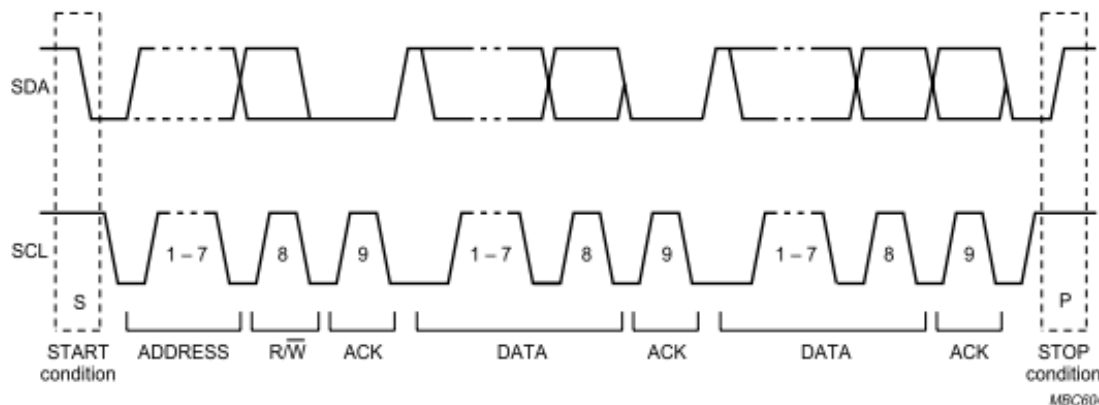 SDA
SCL
1 – 7
8
9
1 – 7
8
9
1 – 7
8
9
S
P
START
condition
ADDRESS
R/W̅
ACK
DATA
ACK
DATA
ACK
STOP
condition